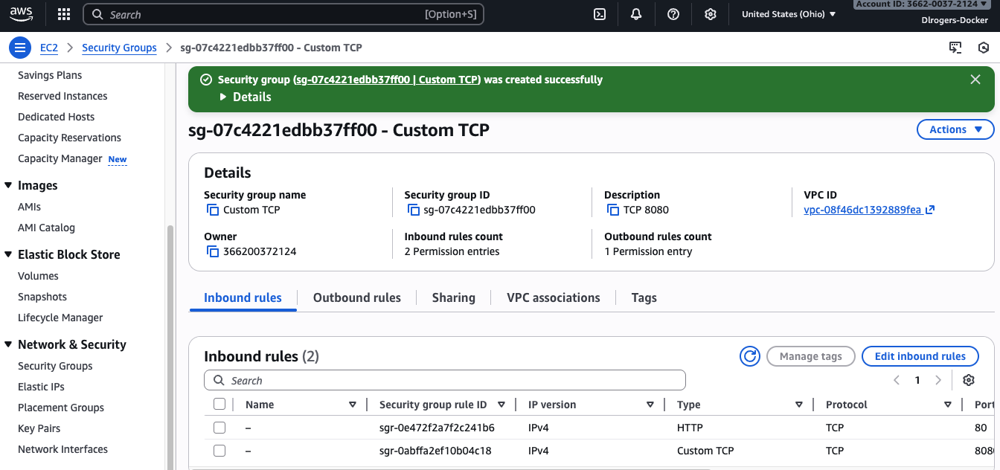 aws Search [Option+S] United States (Ohio) Account ID: 3662-0037-2124
Dlrogers-Docker
EC2 Security Groups sg-07c4221edbb37ff00 - Custom TCP
Savings Plans
Reserved Instances
Dedicated Hosts
Capacity Reservations
Capacity Manager New
Images
AMIs
AMI Catalog
Elastic Block Store
Volumes
Snapshots
Lifecycle Manager
Network & Security
Security Groups
Elastic IPs
Placement Groups
Key Pairs
Network Interfaces
Security group (sg-07c4221edbb37ff00 | Custom TCP) was created successfully
Details
sg-07c4221edbb37ff00 - Custom TCP
Actions
Details
Security group name
Custom TCP
Security group ID
sg-07c4221edbb37ff00
Description
TCP 8080
VPC ID
vpc-08f46dc1392889fea
Owner
366200372124
Inbound rules count
2 Permission entries
Outbound rules count
1 Permission entry
Inbound rules Outbound rules Sharing VPC associations Tags
Inbound rules (2)
Manage tags Edit inbound rules
Search
1
Name Security group rule ID IP version Type Protocol
– sgr-0e472f2a7f2c241b6 IPv4 HTTP TCP 80
– sgr-0abffa2ef10b04c18 IPv4 Custom TCP TCP